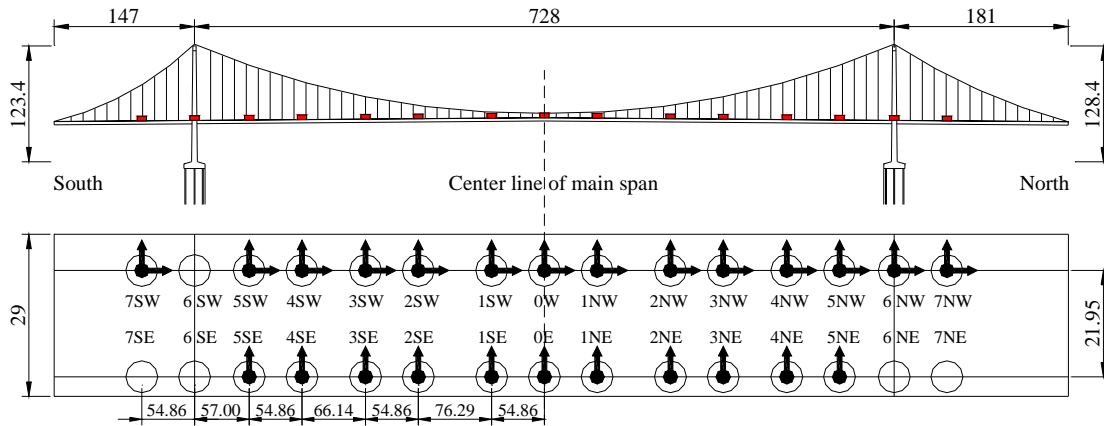 147 728 181
123.4 128.4
South Center line of main span North
29 21.95
7SW 6 SW 5SW 4SW 3SW 2SW 1SW 0W 1NW 2NW 3NW 4NW 5NW 6 NW 7NW
7SE 6 SE 5SE 4SE 3SE 2SE 1SE 0E 1NE 2NE 3NE 4NE 5NE 6 NE 7NE
54.86 57.00 54.86 66.14 54.86 76.29 54.86